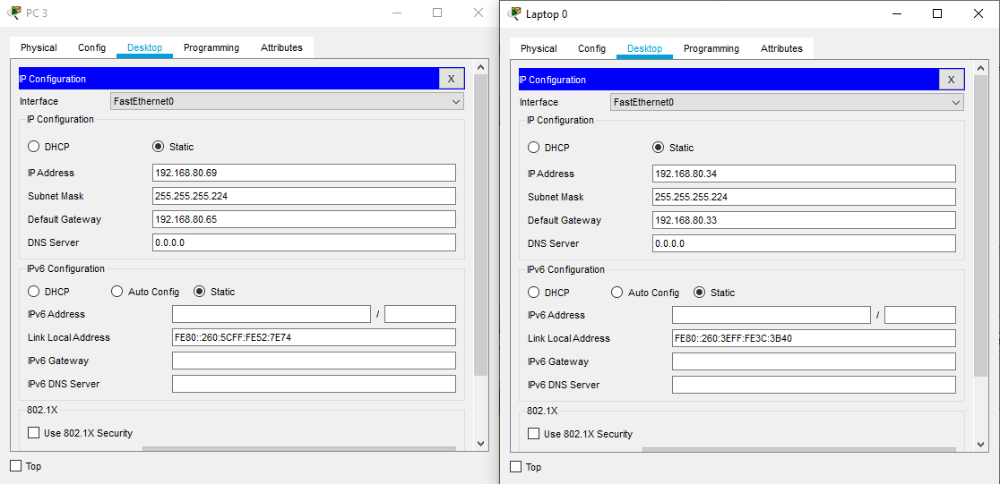 PC 3
Physical Config Desktop Programming Attributes
IP Configuration X
Interface FastEthernet0
IP Configuration
DHCP Static
IP Address 192.168.80.69
Subnet Mask 255.255.255.224
Default Gateway 192.168.80.65
DNS Server 0.0.0.0
IPv6 Configuration
DHCP Auto Config Static
IPv6 Address /
Link Local Address FE80::260:5CFF:FE52:7E74
IPv6 Gateway
IPv6 DNS Server
802.1X
Use 802.1X Security
Top
Laptop 0
Physical Config Desktop Programming Attributes
IP Configuration X
Interface FastEthernet0
IP Configuration
DHCP Static
IP Address 192.168.80.34
Subnet Mask 255.255.255.224
Default Gateway 192.168.80.33
DNS Server 0.0.0.0
IPv6 Configuration
DHCP Auto Config Static
IPv6 Address /
Link Local Address FE80::260:3EFF:FE3C:3B40
IPv6 Gateway
IPv6 DNS Server
802.1X
Use 802.1X Security
Top